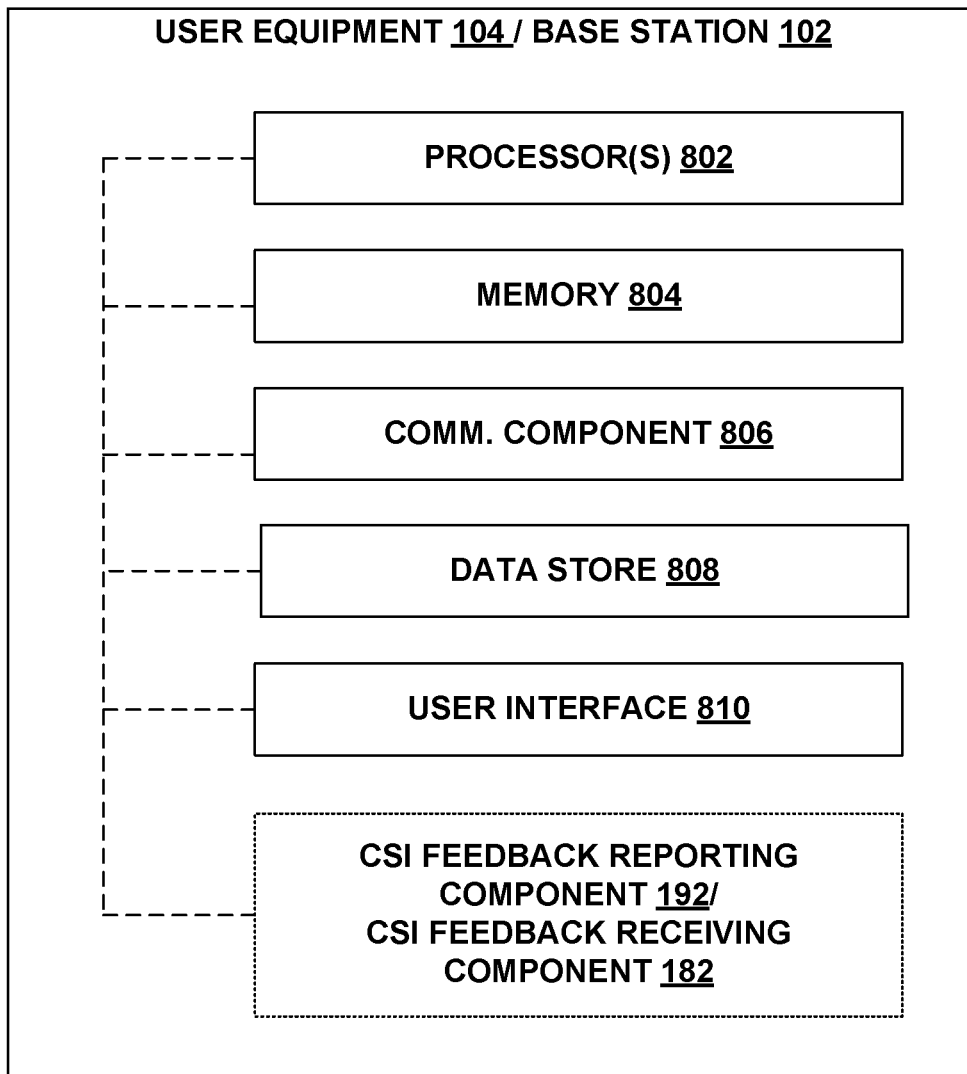 USER EQUIPMENT 104 / BASE STATION 102
PROCESSOR(S) 802
MEMORY 804
COMM. COMPONENT 806
DATA STORE 808
USER INTERFACE 810
CSI FEEDBACK REPORTING
COMPONENT 192/
CSI FEEDBACK RECEIVING
COMPONENT 182